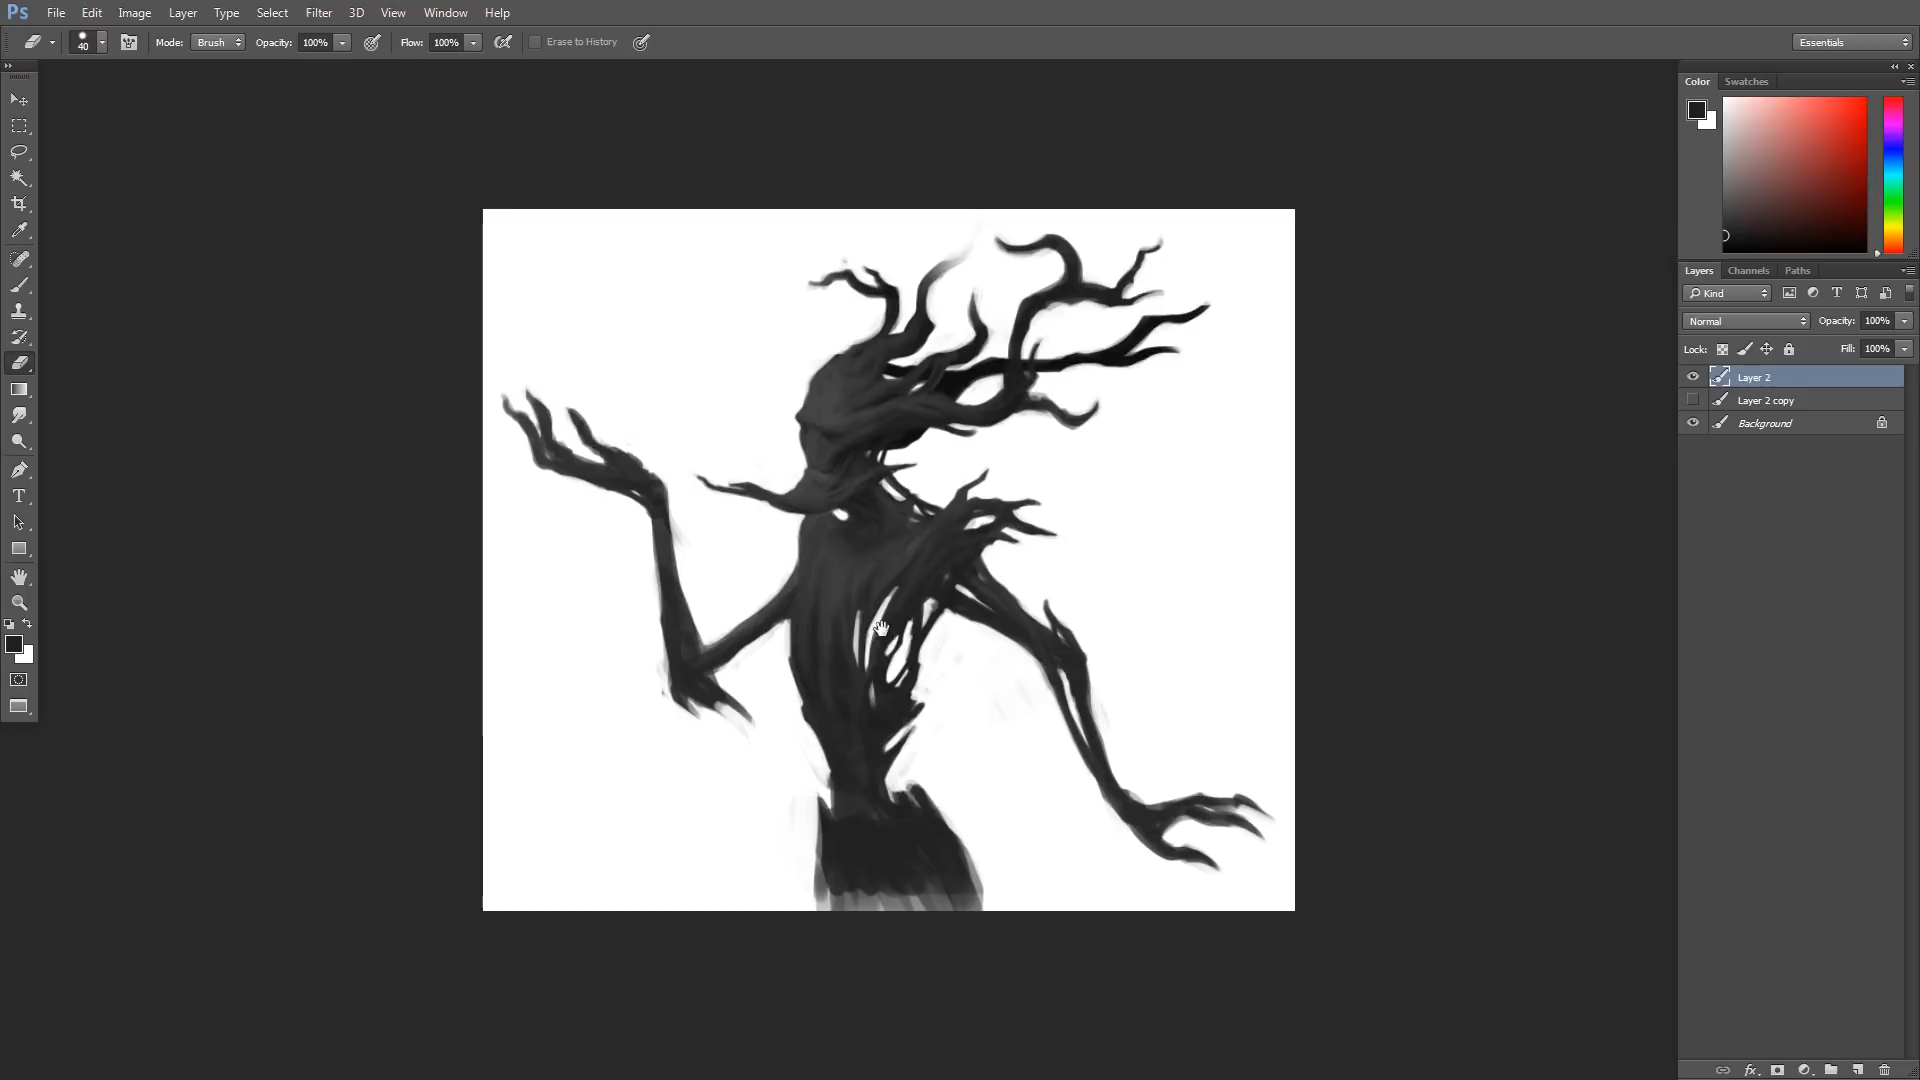 Ps File Edit Image Layer Type Select Filter 3D View Window Help
40 Mode: Brush Opacity: 100% Flow: 100% Erase to History Essentials
Color Swatches
Layers Channels Paths
Kind
Normal Opacity: 100%
Lock: Fill: 100%
Layer 2
Layer 2 copy
Background